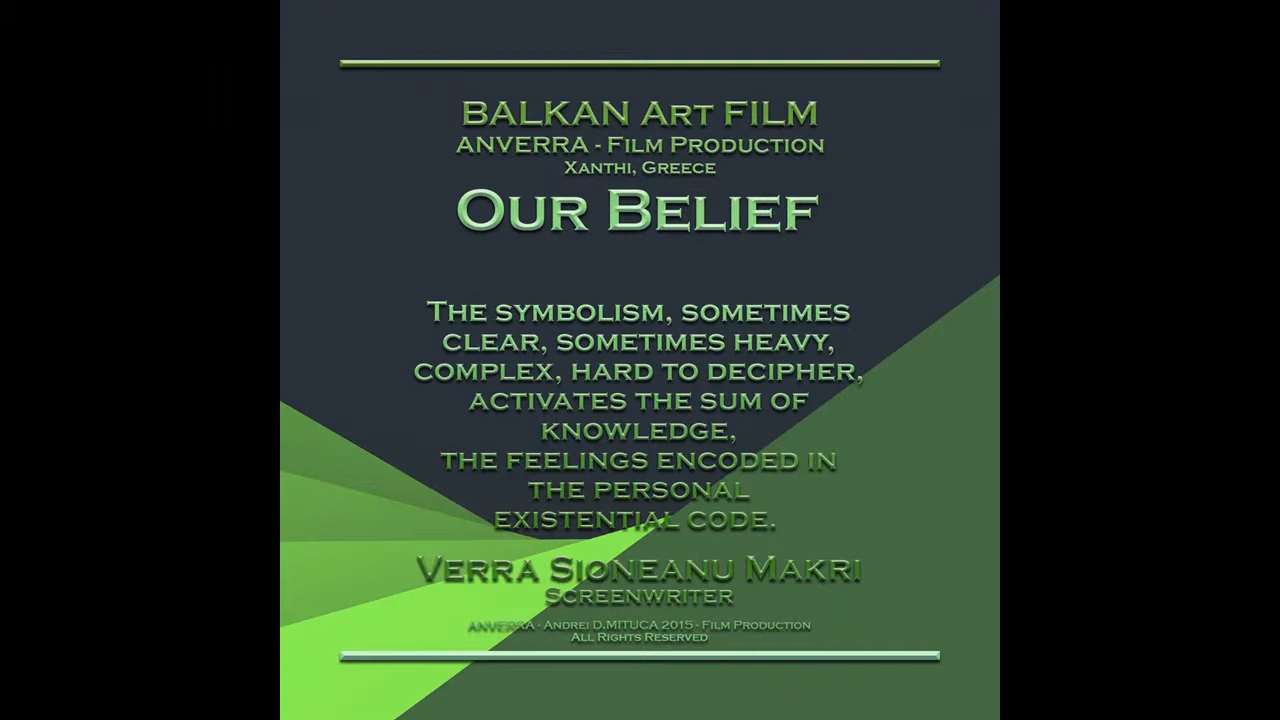 BALKAN ART FILM
ANVERRA - FILM PRODUCTION
XANTHI, GREECE
OUR BELIEF
THE SYMBOLISM, SOMETIMES
CLEAR, SOMETIMES HEAVY,
COMPLEX, HARD TO DECIPHER,
ACTIVATES THE SUM OF
KNOWLEDGE,
THE FEELINGS ENCODED IN
THE PERSONAL
EXISTENTIAL CODE.
VERRA SIONEANU MAKRI
SCREENWRITER
ANVERRA - ANDREI D.MITUCA 2015 - FILM PRODUCTION
ALL RIGHTS RESERVED